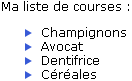 Ma liste de courses :
Champignons
Avocat
Dentifrice
Céréales